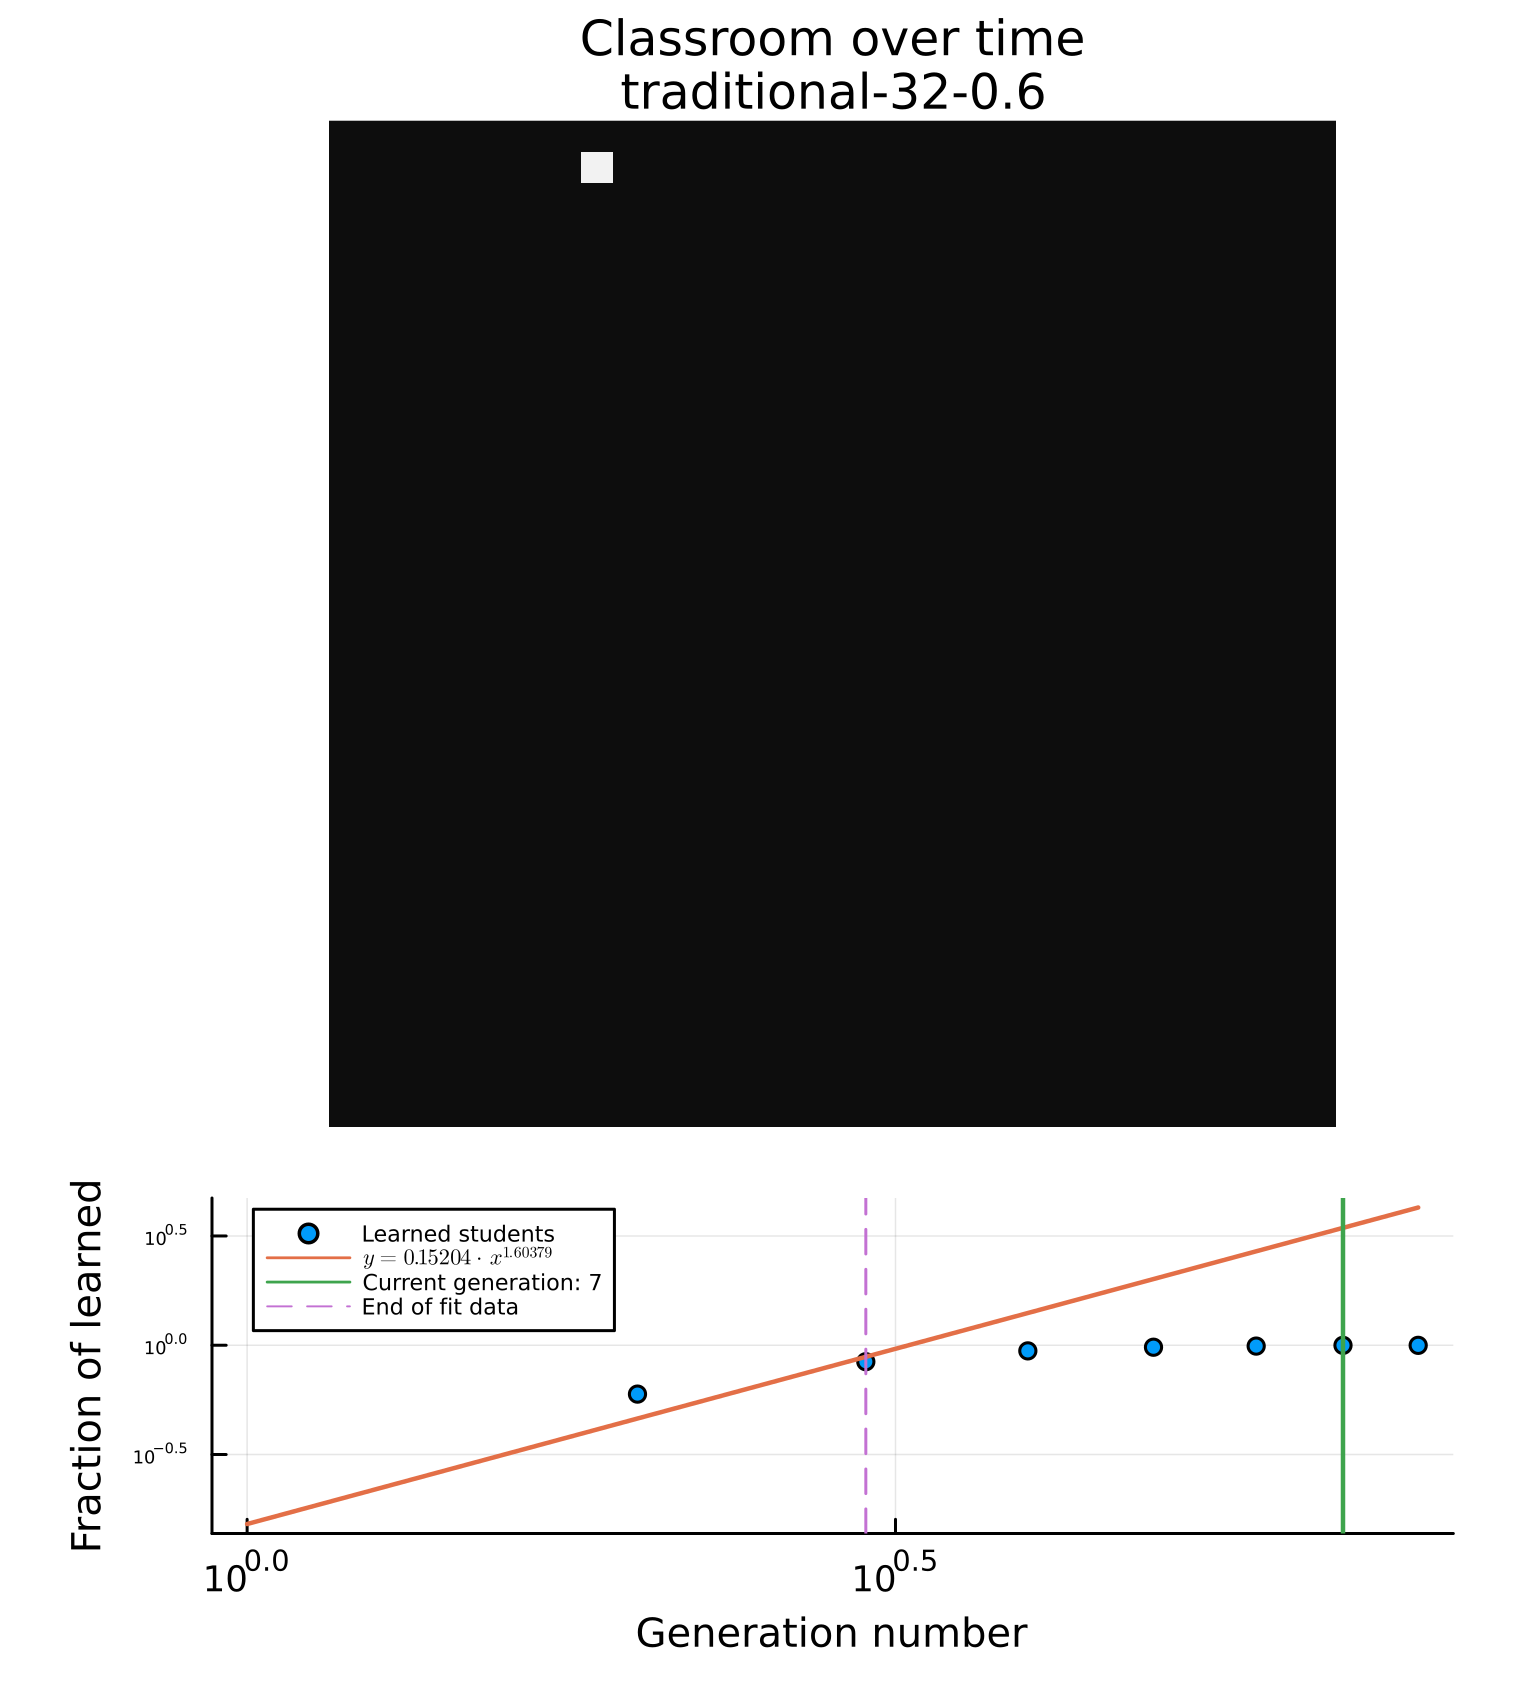 Classroom over time
traditional-32-0.6
Fraction of learned
10^0.5
10^0.0
10^−0.5
Learned students
y = 0.15204 · x^1.60379
Current generation: 7
End of fit data
10^0.0 10^0.5
Generation number